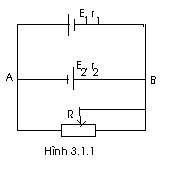 E₁, r₁
E₂, r₂
A
B
R
Hình 3.1.1